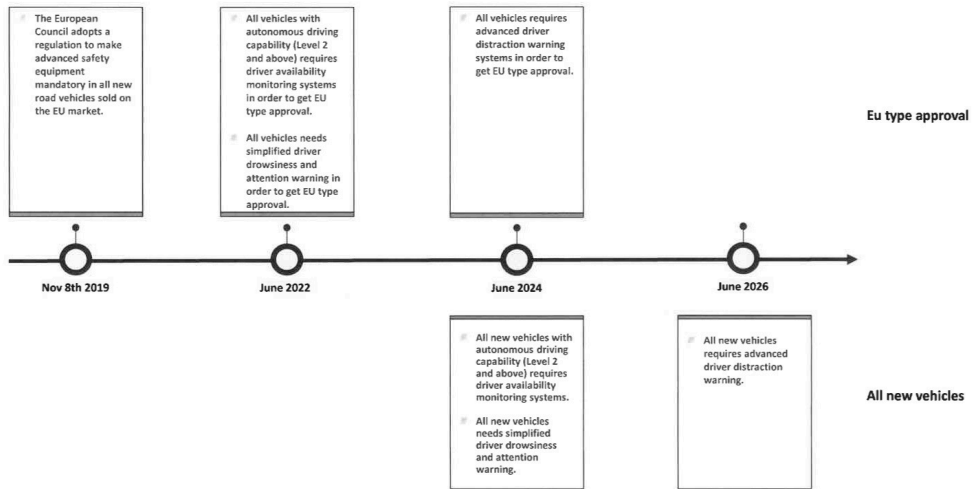 The European
Council adopts a
regulation to make
advanced safety
equipment
mandatory in all new
road vehicles sold on
the EU market.
All vehicles with
autonomous driving
capability (Level 2
and above) requires
driver availability
monitoring systems
in order to get EU
type approval.
All vehicles needs
simplified driver
drowsiness and
attention warning in
order to get EU type
approval.
All vehicles requires
advanced driver
distraction warning
systems in order to
get EU type approval.
Eu type approval
Nov 8th 2019
June 2022
June 2024
June 2026
All new vehicles with
autonomous driving
capability (Level 2
and above) requires
driver availability
monitoring systems.
All new vehicles
needs simplified
driver drowsiness
and attention
warning.
All new vehicles
requires advanced
driver distraction
warning.
All new vehicles